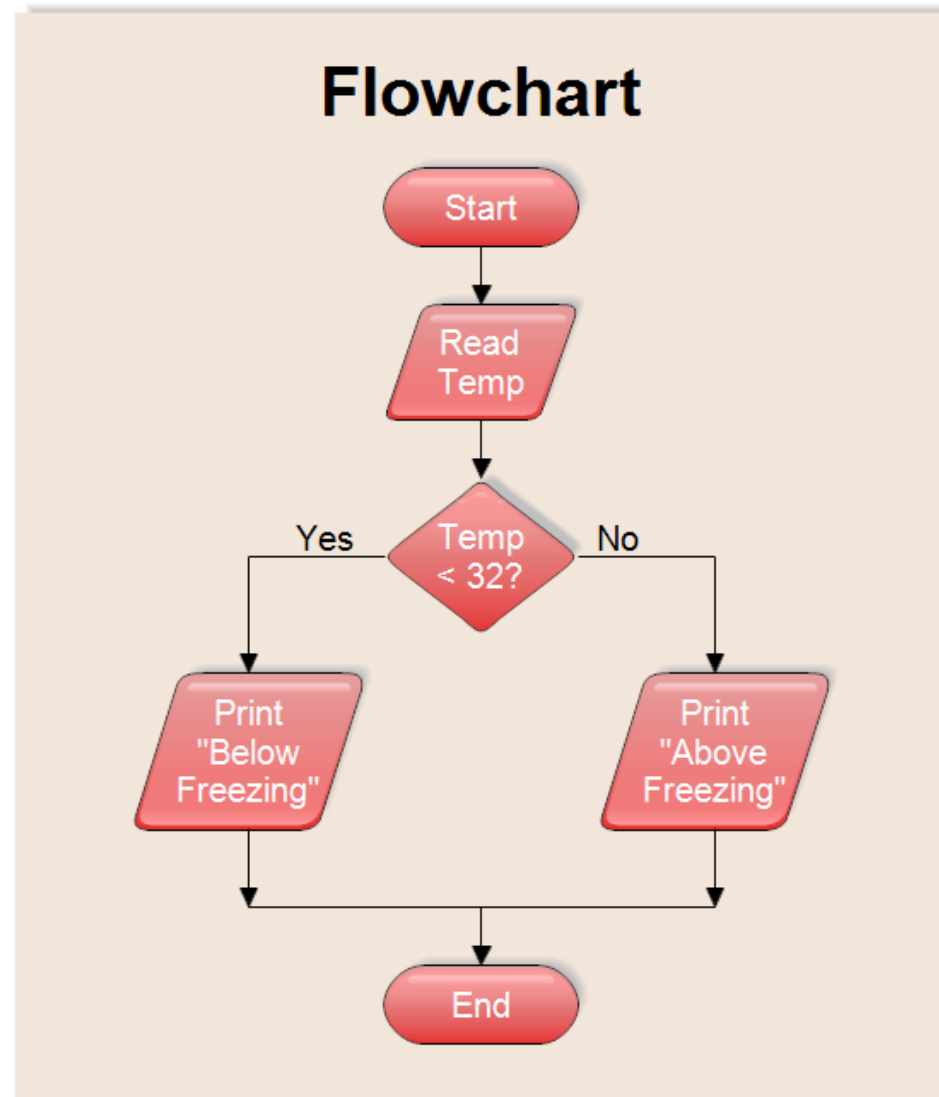 Flowchart
Start
Read
Temp
Yes
Temp
< 32?
No
Print
"Below
Freezing"
Print
"Above
Freezing"
End